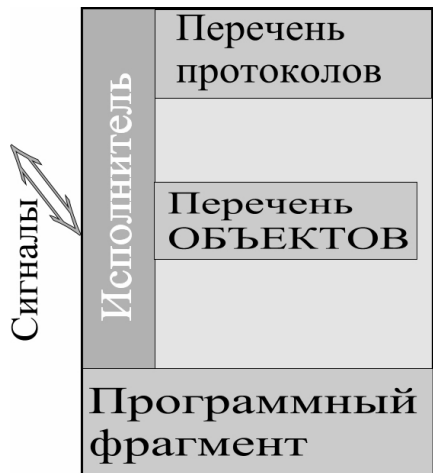 Сигналы
Исполнитель
Перечень
протоколов
Перечень
ОБЪЕКТОВ
Программный
фрагмент